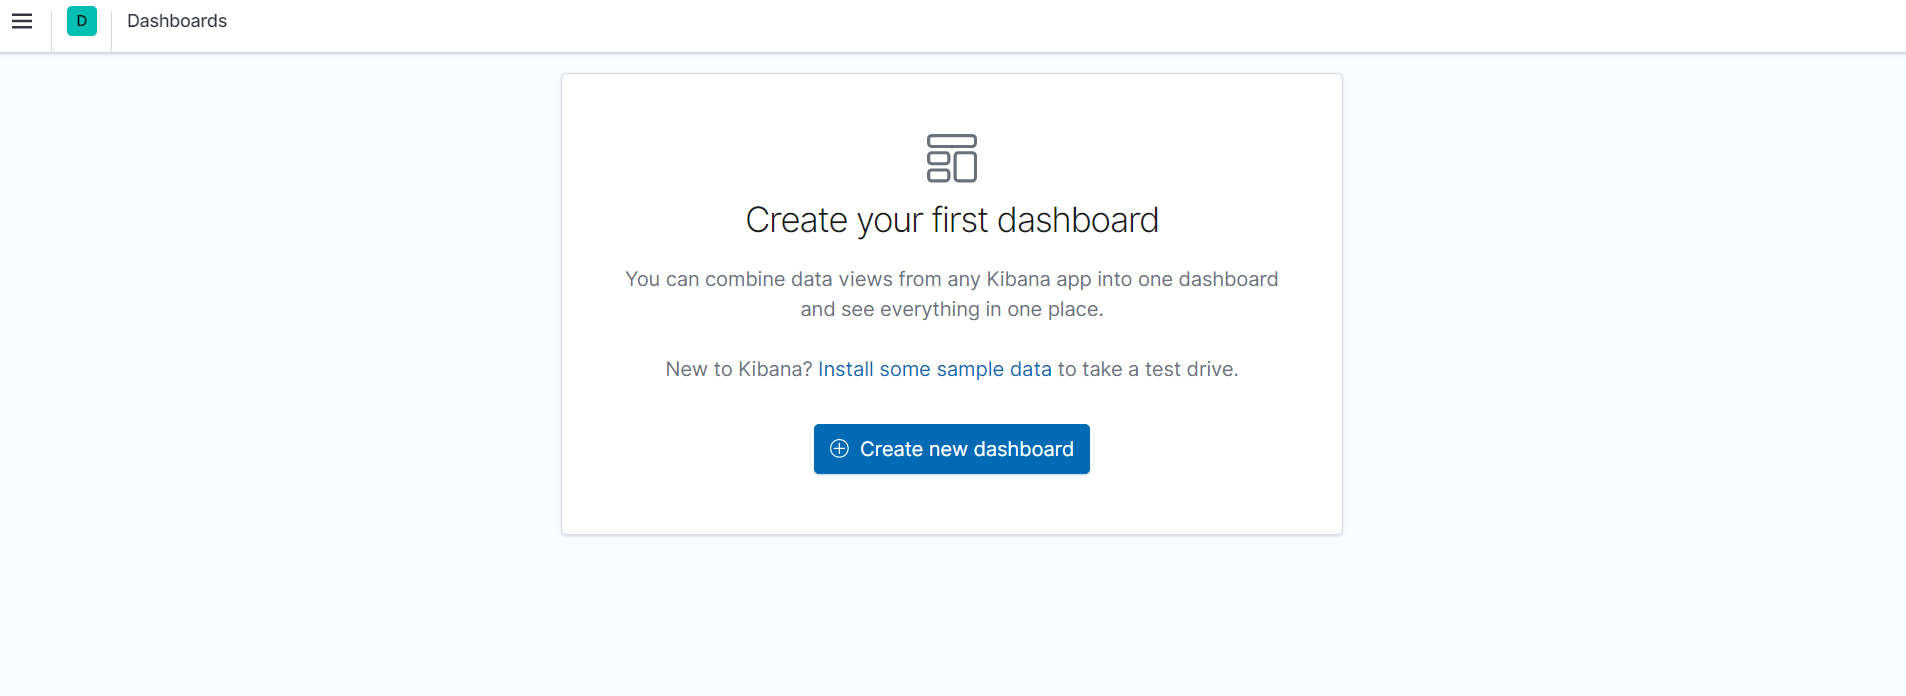 D
Dashboards
Create your first dashboard
You can combine data views from any Kibana app into one dashboard
and see everything in one place.
New to Kibana? Install some sample data to take a test drive.
Create new dashboard